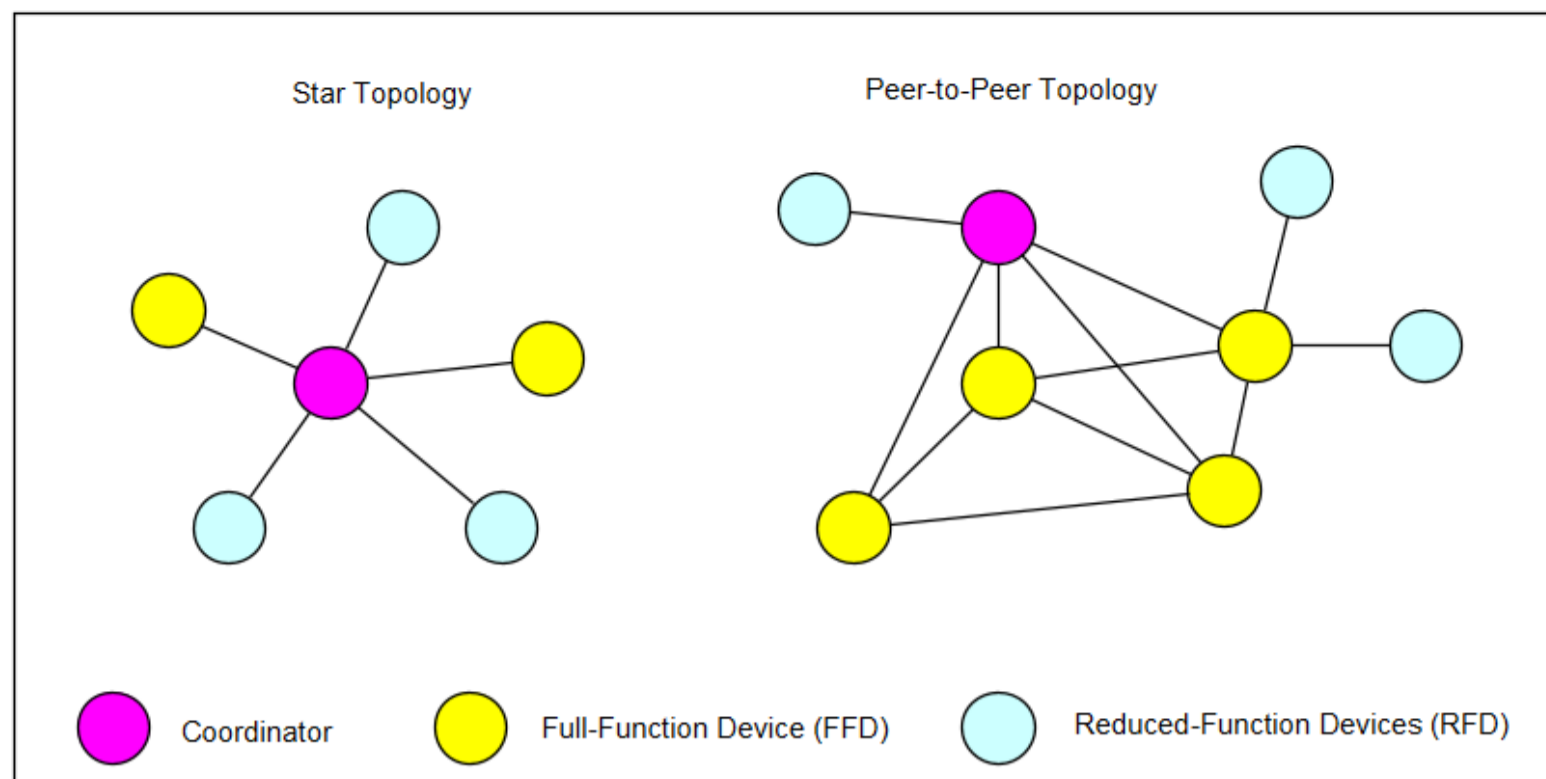 Star Topology
Peer-to-Peer Topology
Coordinator
Full-Function Device (FFD)
Reduced-Function Devices (RFD)